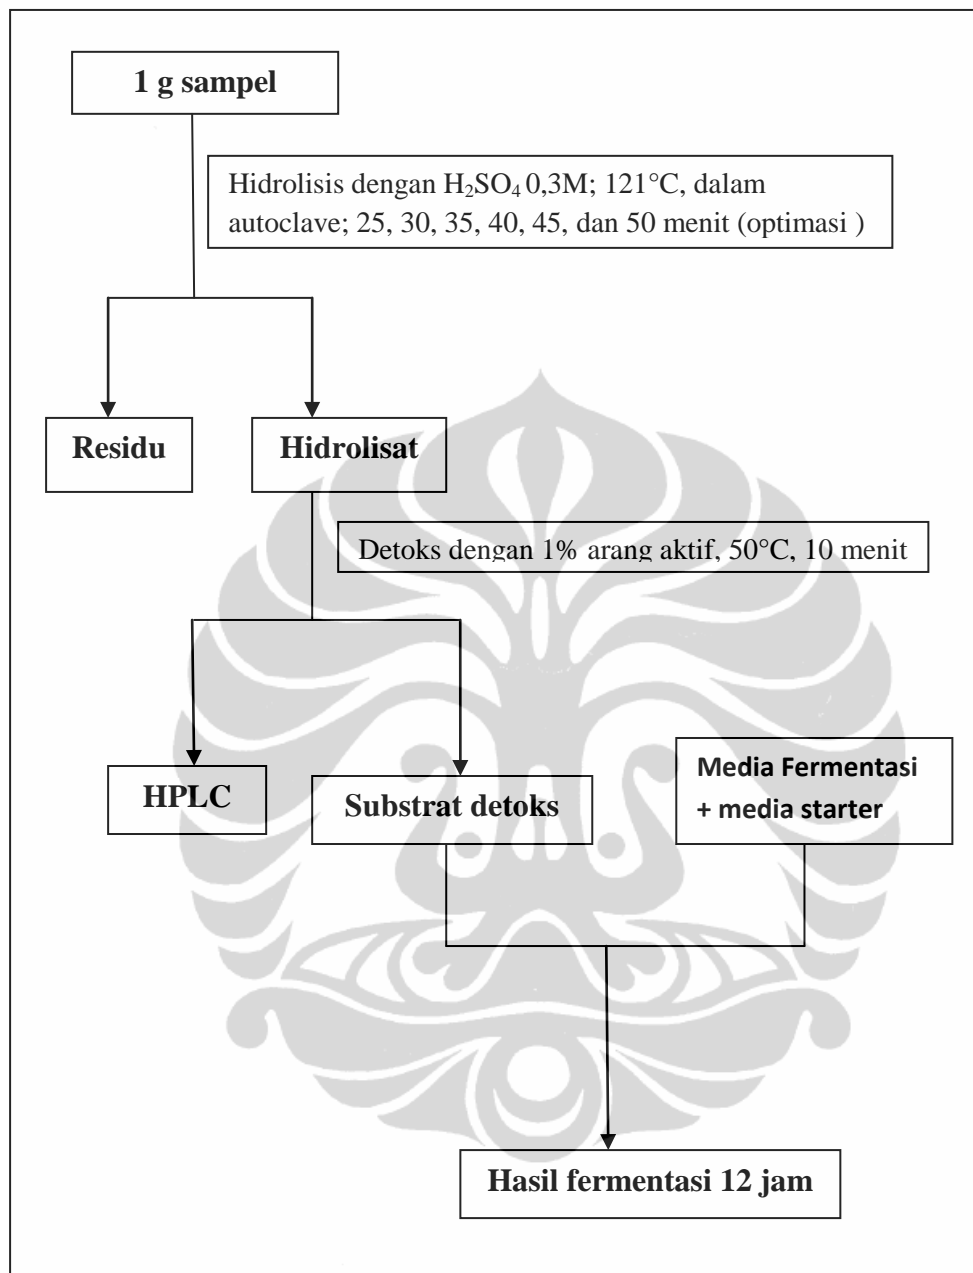 1 g sampel
Hidrolisis dengan H₂SO₄ 0,3M; 121°C, dalam
autoclave; 25, 30, 35, 40, 45, dan 50 menit (optimasi )
Residu
Hidrolisat
Detoks dengan 1% arang aktif, 50°C, 10 menit
HPLC
Substrat detoks
Media Fermentasi
+ media starter
Hasil fermentasi 12 jam